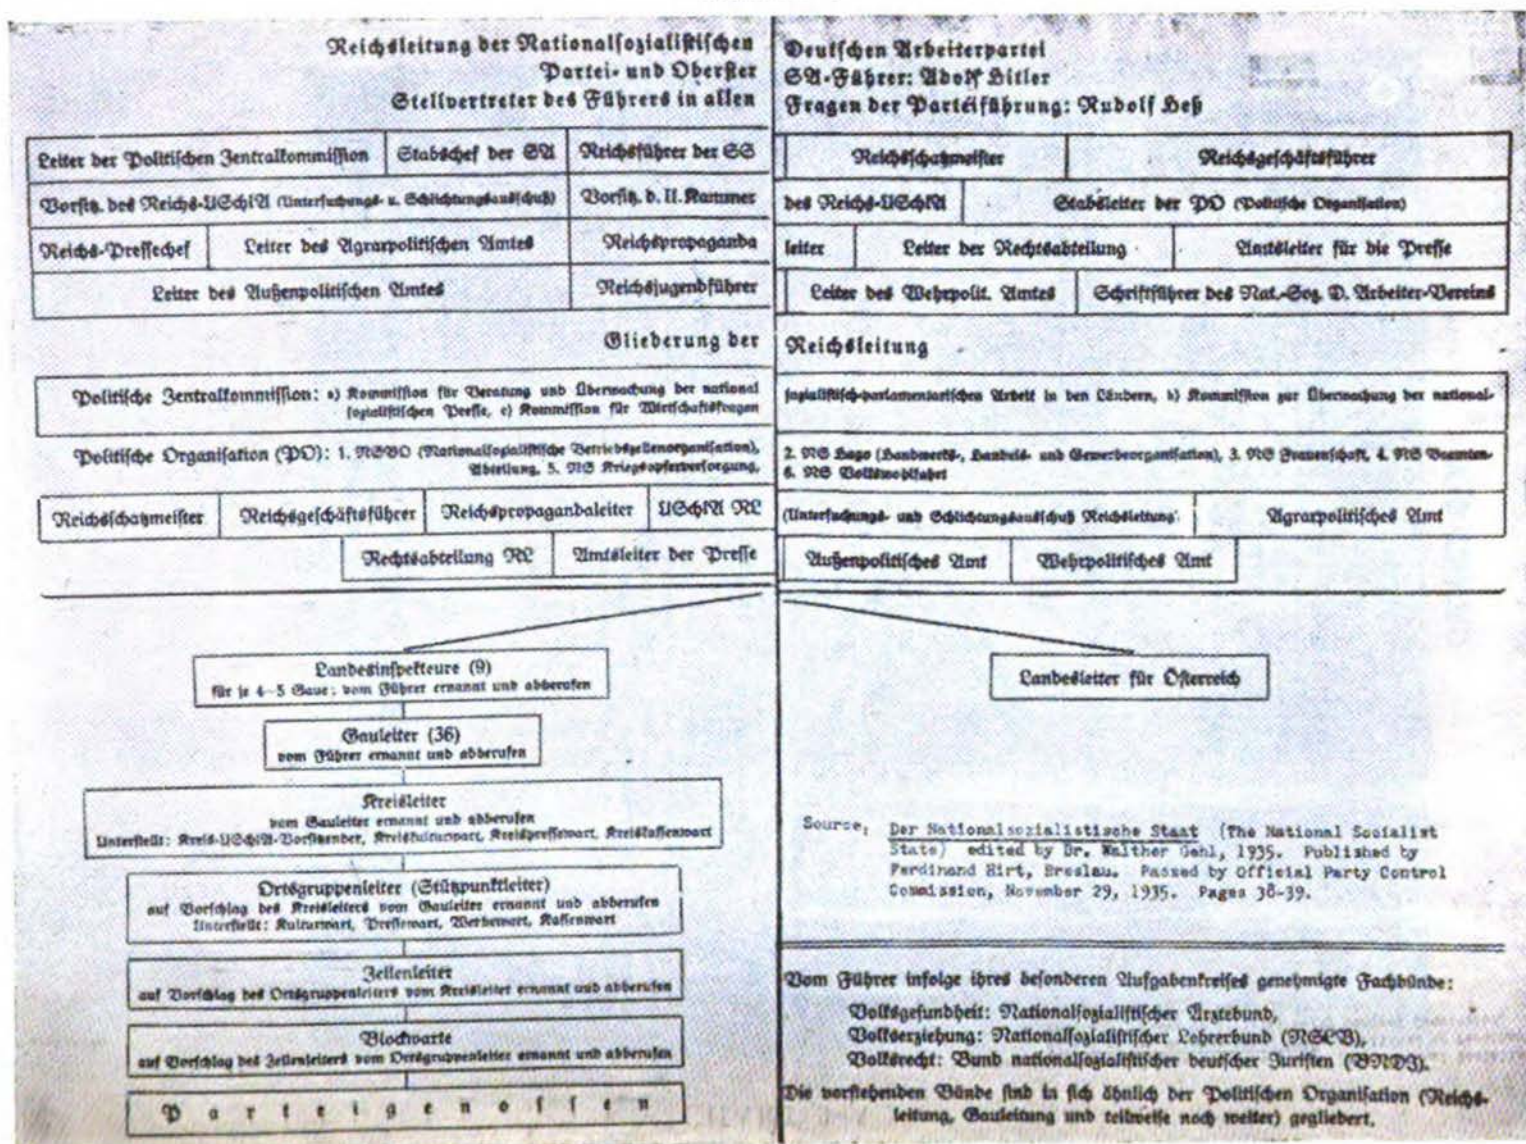 Reichsleitung der Nationalsozialistischen Deutschen Arbeiterpartei
Partei- und Oberster SA-Führer: Adolf Hitler
Stellvertreter des Führers in allen Fragen der Parteiführung: Rudolf Heß
Leiter der Politischen Zentralkommission Stabschef der SA Reichsführer der SS Reichsschatzmeister Reichsgeschäftsführer
Vorsitz. des Reichs-USchlA (Untersuchungs- u. Schlichtungsausschuß) Vorsitz. d. II. Kammer des Reichs-USchlA Stabsleiter der PO (Politische Organisation)
Reichs-Pressechef Leiter des Agrarpolitischen Amtes Reichspropaganda leiter Leiter der Rechtsabteilung Amtsleiter für die Presse
Leiter des Außenpolitischen Amtes Reichsjugendführer Leiter des Wehrpolit. Amtes Schriftführer des Nat.-Soz. D. Arbeiter-Vereins
Gliederung der Reichsleitung
Politische Zentralkommission: a) Kommission für Beratung und Überwachung der national sozialistisch-parlamentarischen Arbeit in den Ländern, b) Kommission zur Überwachung der national-
sozialistischen Presse, c) Kommission für Wirtschaftsfragen
Politische Organisation (PO): 1. NSBO (Nationalsozialistische Betriebszellenorganisation), 2. NS Hago (Handwerks-, Handels- und Gewerbeorganisation), 3. NS Frauenschaft, 4. NS Beamten-
Abteilung, 5. NS Kriegsopferversorgung, 6. NS Volkswohlfahrt
Reichsschatzmeister Reichsgeschäftsführer Reichspropagandaleiter USchlA RL (Untersuchungs- und Schlichtungsausschuß Reichsleitung) Agrarpolitisches Amt
Rechtsabteilung RL Amtsleiter der Presse Außenpolitisches Amt Wehrpolitisches Amt
Landesinspekteure (9)
für je 4-5 Gaue; vom Führer ernannt und abberufen
Landesleiter für Österreich
Gauleiter (36)
vom Führer ernannt und abberufen
Kreisleiter
vom Gauleiter ernannt und abberufen
Unterstellt: Kreis-USchlA-Vorsitzender, Kreiskulturwart, Kreispressewart, Kreiskassenwart
Ortsgruppenleiter (Stützpunktleiter)
auf Vorschlag des Kreisleiters vom Gauleiter ernannt und abberufen
Unterstellt: Kulturwart, Pressewart, Werbewart, Kassenwart
Zellenleiter
auf Vorschlag des Ortsgruppenleiters vom Kreisleiter ernannt und abberufen
Blockwarte
auf Vorschlag des Zellenleiters vom Ortsgruppenleiter ernannt und abberufen
Parteigenossen
Source: Der Nationalsozialistische Staat (The National Socialist
State) edited by Dr. Walther Gehl, 1935. Published by
Ferdinand Hirt, Breslau. Passed by Official Party Control
Commission, November 29, 1935. Pages 38-39.
Vom Führer infolge ihres besonderen Aufgabenkreises genehmigte Fachbünde:
Volksgesundheit: Nationalsozialistischer Ärztebund,
Volkserziehung: Nationalsozialistischer Lehrerbund (NSLB),
Volksrecht: Bund nationalsozialistischer deutscher Juristen (BNDJ).
Die vorstehenden Bünde sind in sich ähnlich der Politischen Organisation (Reichs-
leitung, Gauleitung und teilweise noch weiter) gegliedert.